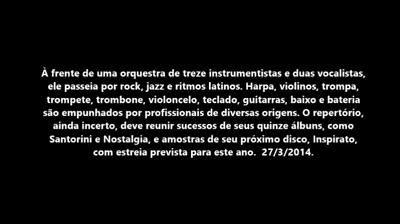 À frente de uma orquestra de treze instrumentistas e duas vocalistas,
ele passeia por rock, jazz e ritmos latinos. Harpa, violinos, trompa,
trompete, trombone, violoncelo, teclado, guitarras, baixo e bateria
são empunhados por profissionais de diversas origens. O repertório,
ainda incerto, deve reunir sucessos de seus quinze álbuns, como
Santorini e Nostalgia, e amostras de seu próximo disco, Inspirato,
com estreia prevista para este ano. 27/3/2014.